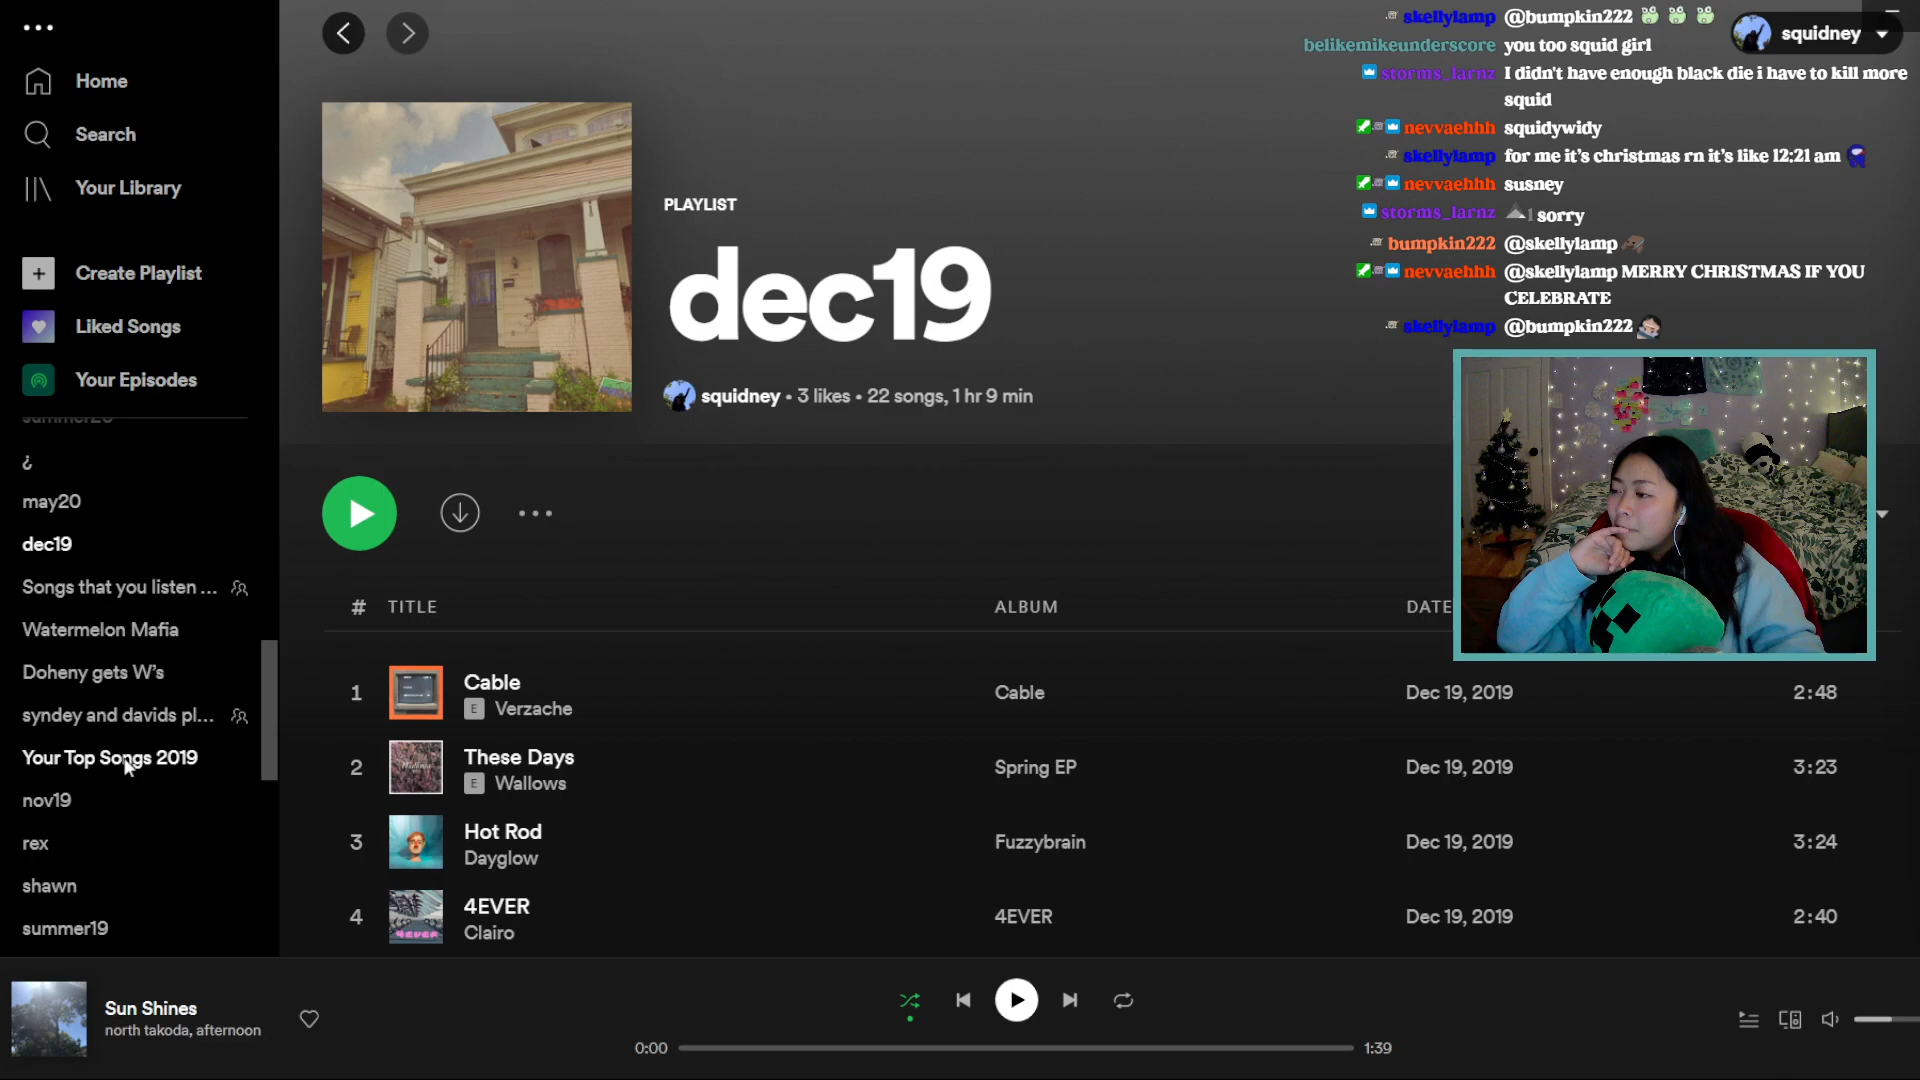 Home
Search
Your Library
Create Playlist
Liked Songs
Your Episodes
summer20
¿
may20
dec19
Songs that you listen ...
Watermelon Mafia
Doheny gets W's
syndey and davids pl...
Your Top Songs 2019
nov19
rex
shawn
summer19
PLAYLIST
dec19
squidney • 3 likes • 22 songs, 1 hr 9 min
squidney
skellylamp @bumpkin222
belikemikeunderscore you too squid girl
storms_larnz I didn't have enough black die i have to kill more
squid
nevvaehhh squidywidy
skellylamp for me it's christmas rn it's like 12:21 am
nevvaehhh susney
storms_larnz 1 sorry
bumpkin222 @skellylamp
nevvaehhh @skellylamp MERRY CHRISTMAS IF YOU
CELEBRATE
skellylamp @bumpkin222
# TITLE ALBUM DATE
1 Cable Cable Dec 19, 2019 2:48
E Verzache
2 These Days Spring EP Dec 19, 2019 3:23
E Wallows
3 Hot Rod Fuzzybrain Dec 19, 2019 3:24
Dayglow
4 4EVER 4EVER Dec 19, 2019 2:40
Clairo
Sun Shines
north takoda, afternoon
0:00 1:39